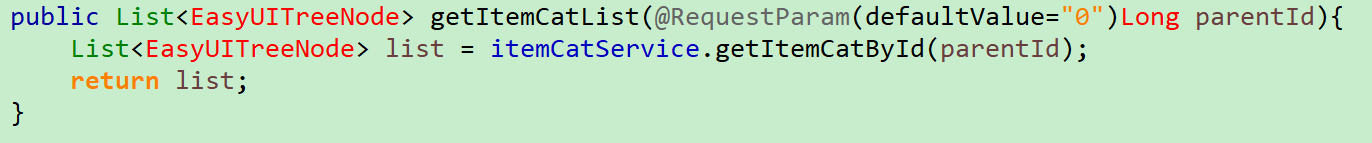 public List<EasyUITreeNode> getItemCatList(@RequestParam(defaultValue="0")Long parentId){
    List<EasyUITreeNode> list = itemCatService.getItemCatById(parentId);
    return list;
}